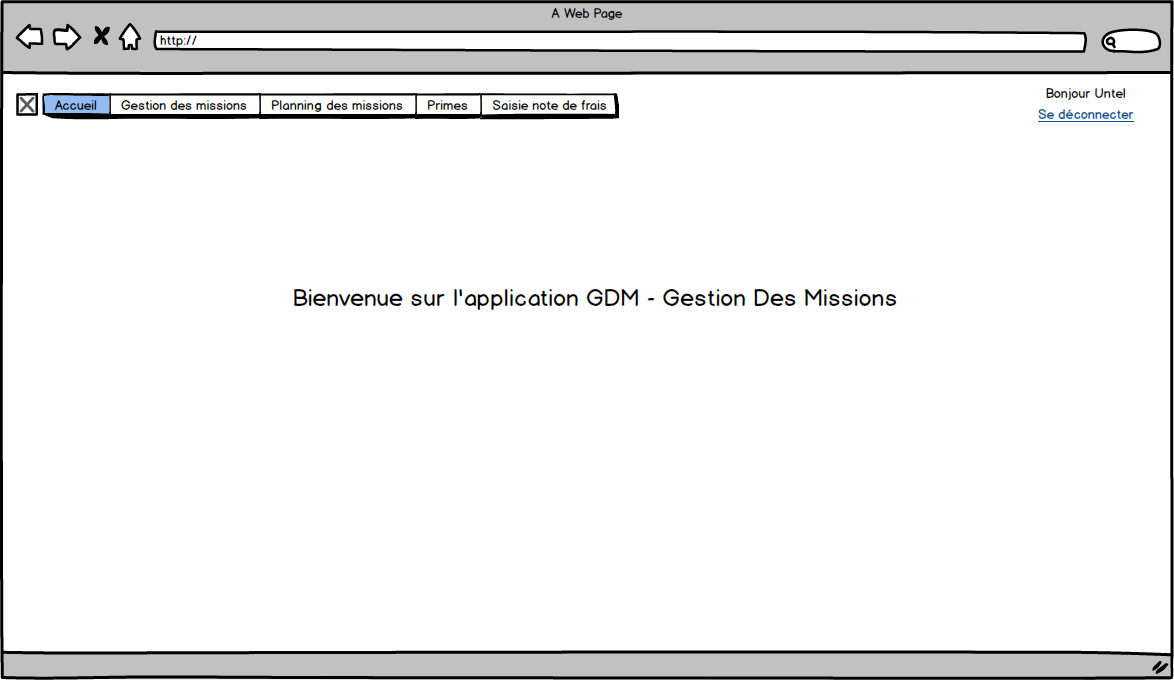 A Web Page
http://
Accueil Gestion des missions Planning des missions Primes Saisie note de frais
Bonjour Untel
Se déconnecter
Bienvenue sur l'application GDM - Gestion Des Missions